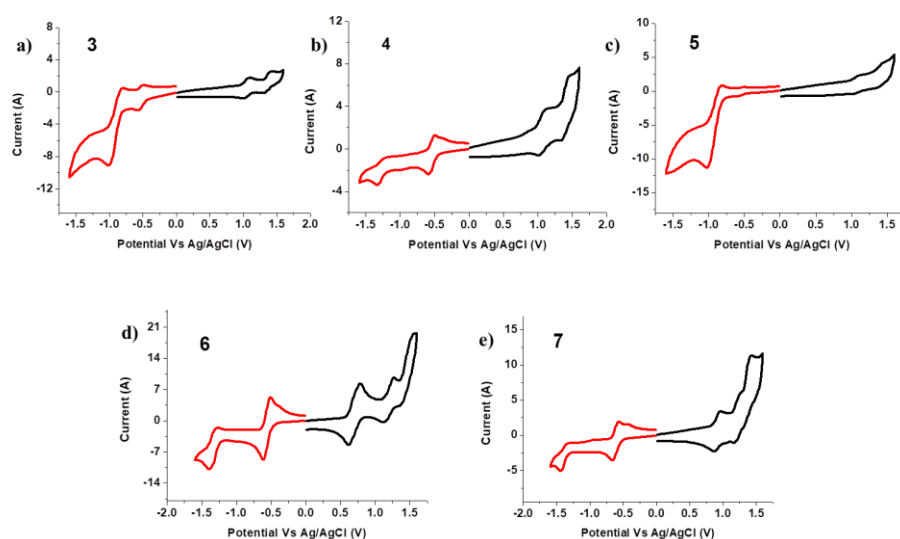 a) 3
Current (A)
8
4
0
-4
-8
-12
-1.5 -1.0 -0.5 0.0 0.5 1.0 1.5 2.0
Potential Vs Ag/AgCl (V)
b) 4
Current (A)
12
8
4
0
-4
-1.5 -1.0 -0.5 0.0 0.5 1.0 1.5 2.0
Potential Vs Ag/AgCl (V)
c) 5
Current (A)
10
5
0
-5
-10
-15
-1.5 -1.0 -0.5 0.0 0.5 1.0 1.5
Potential Vs Ag/AgCl (V)
d) 6
Current (A)
21
14
7
0
-7
-14
-2.0 -1.5 -1.0 -0.5 0.0 0.5 1.0 1.5
Potential Vs Ag/AgCl (V)
e) 7
Current (A)
15
10
5
0
-5
-2.0 -1.5 -1.0 -0.5 0.0 0.5 1.0 1.5
Potential Vs Ag/AgCl (V)